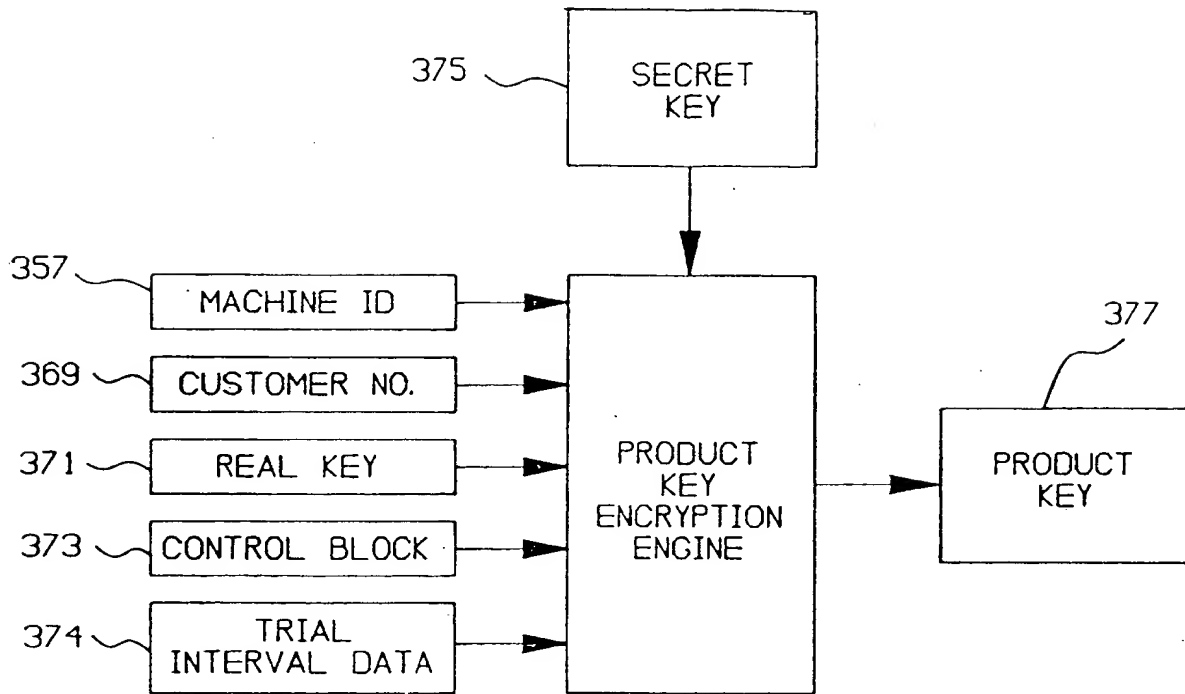 375
SECRET
KEY
357
MACHINE ID
369
CUSTOMER NO.
371
REAL KEY
373
CONTROL BLOCK
374
TRIAL
INTERVAL DATA
PRODUCT
KEY
ENCRYPTION
ENGINE
377
PRODUCT
KEY